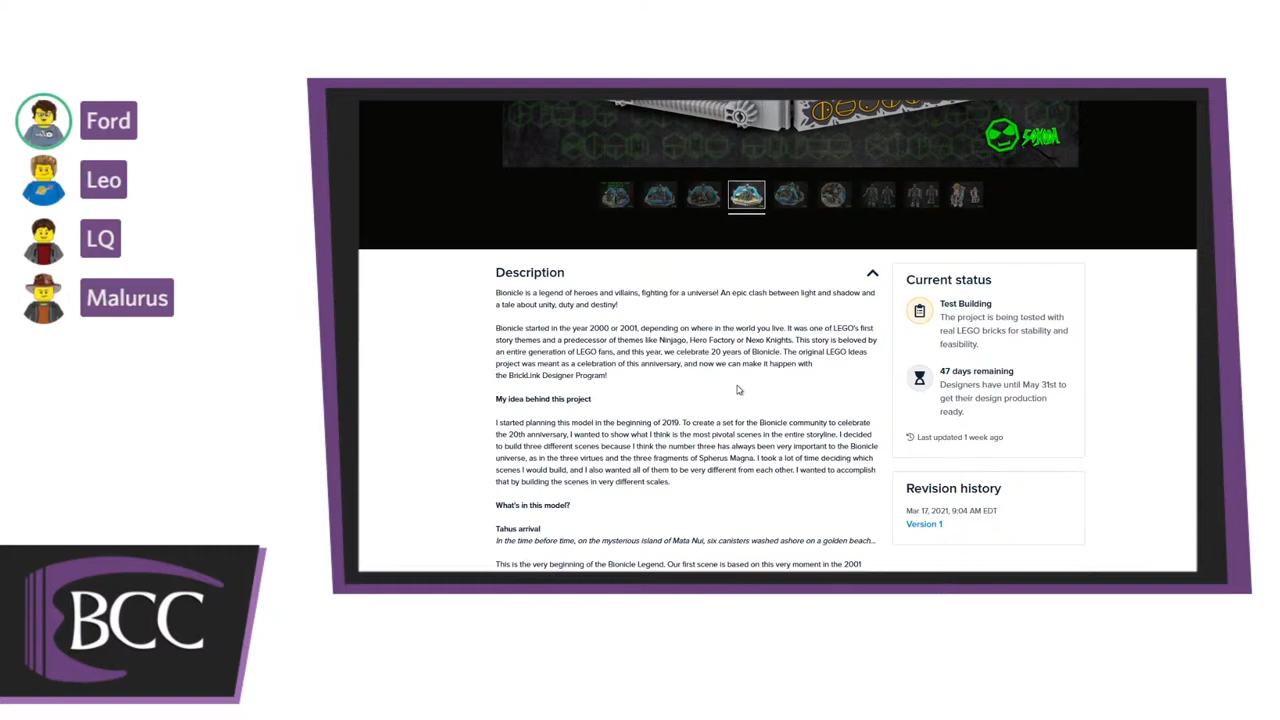 Ford
Leo
LQ
Malurus
BCC
Description
Bionicle is a legend of heroes and villains, fighting for a universe! An epic clash between light and shadow and
a tale about unity, duty and destiny!
Bionicle started in the year 2000 or 2001, depending on where in the world you live. It was one of LEGO's first
story themes and a predecessor of themes like Ninjago, Hero Factory or Nexo Knights. This story is beloved by
an entire generation of LEGO fans, and this year, we celebrate 20 years of Bionicle. The original LEGO Ideas
project was meant as a celebration of this anniversary, and now we can make it happen with
the BrickLink Designer Program!
My idea behind this project
I started planning this model in the beginning of 2019. To create a set for the Bionicle community to celebrate
the 20th anniversary, I wanted to show what I think is the most pivotal scenes in the entire storyline. I decided
to build three different scenes because I think the number three has always been very important to the Bionicle
universe, as in the three virtues and the three fragments of Spherus Magna. I took a lot of time deciding which
scenes I would build, and I also wanted all of them to be very different from each other. I wanted to accomplish
that by building the scenes in very different scales.
What's in this model?
Tahus arrival
In the time before time, on the mysterious island of Mata Nui, six canisters washed ashore on a golden beach...
This is the very beginning of the Bionicle Legend. Our first scene is based on this very moment in the 2001
Current status
Test Building
The project is being tested with
real LEGO bricks for stability and
feasibility.
47 days remaining
Designers have until May 31st to
get their design production
ready.
Last updated 1 week ago
Revision history
Mar 17, 2021, 9:04 AM EDT
Version 1